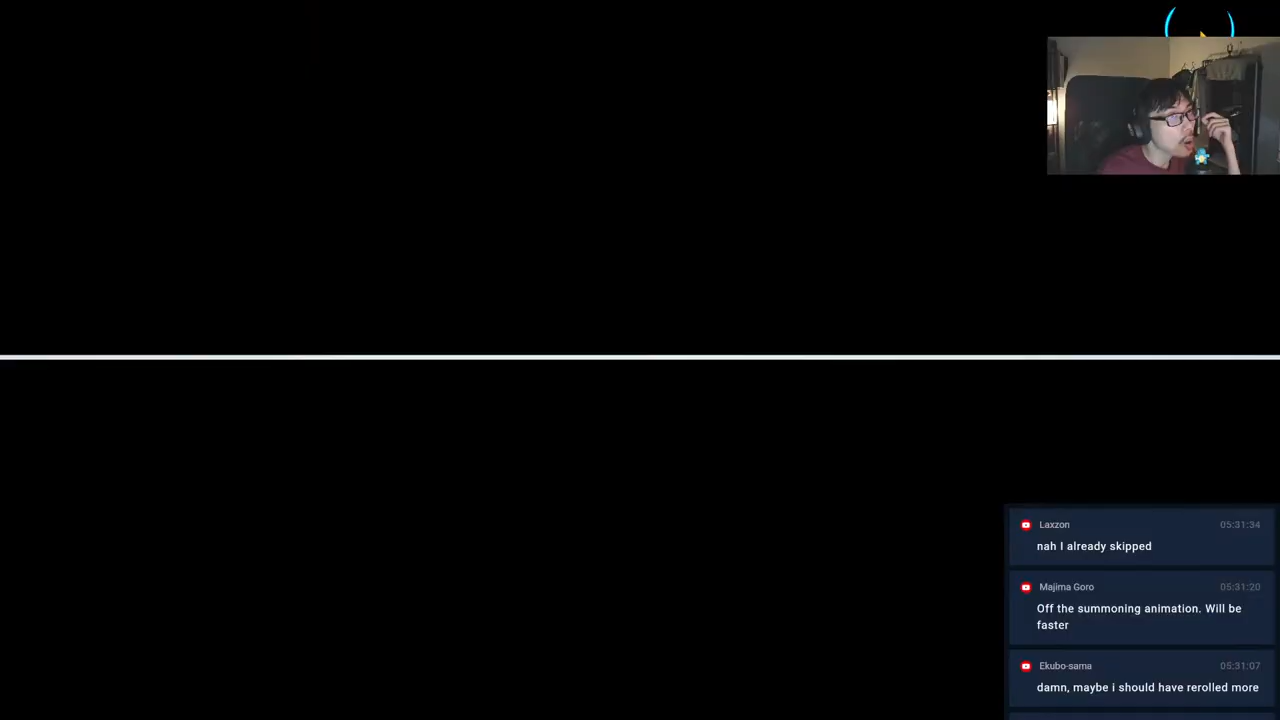 Laxzon 05:31:34
nah I already skipped
Majima Goro 05:31:20
Off the summoning animation. Will be
faster
Ekubo-sama 05:31:07
damn, maybe i should have rerolled more